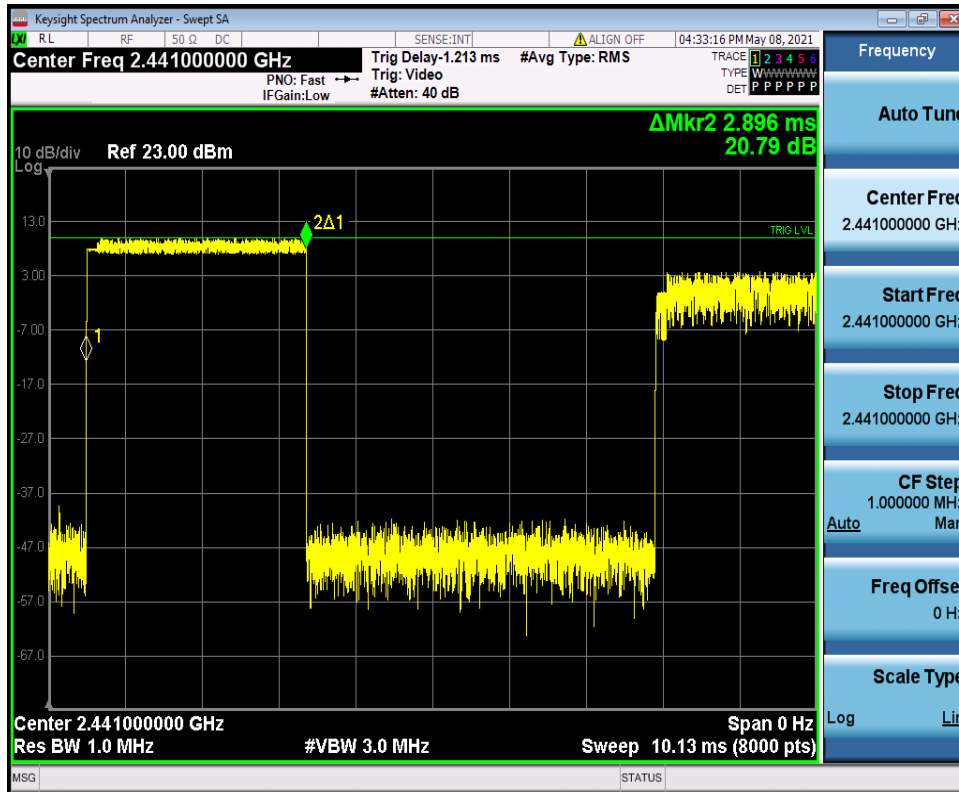 Keysight Spectrum Analyzer - Swept SA
LXI RL RF 50 Ω DC SENSE:INT ALIGN OFF 04:33:16 PM May 08, 2021
Center Freq 2.441000000 GHz
PNO: Fast
IFGain:Low
Trig Delay-1.213 ms
Trig: Video
#Atten: 40 dB
#Avg Type: RMS
TRACE 1 2 3 4 5 6
TYPE WWWWWW
DET P P P P P P
ΔMkr2 2.896 ms
20.79 dB
10 dB/div
Log
Ref 23.00 dBm
2Δ1
TRIG LVL
1
13.0
3.00
-7.00
-17.0
-27.0
-37.0
-47.0
-57.0
-67.0
Center 2.441000000 GHz
Span 0 Hz
Res BW 1.0 MHz
#VBW 3.0 MHz
Sweep 10.13 ms (8000 pts)
MSG
STATUS
Frequency
Auto Tune
Center Freq
2.441000000 GHz
Start Freq
2.441000000 GHz
Stop Freq
2.441000000 GHz
CF Step
1.000000 MHz
Auto Man
Freq Offset
0 Hz
Scale Type
Log Lin